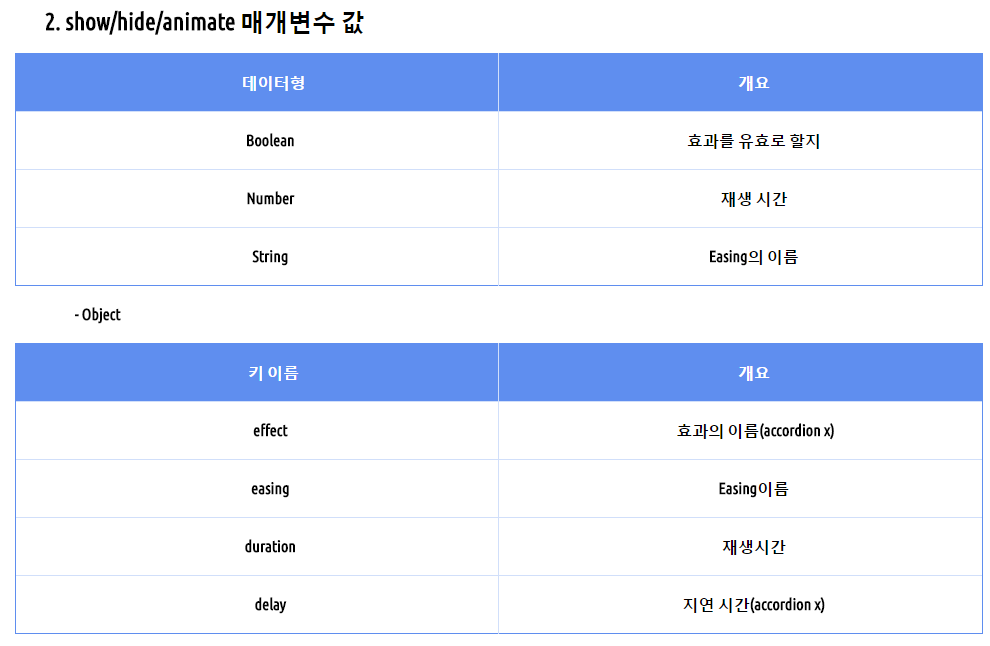 2. show/hide/animate 매개변수 값
데이터형 개요
Boolean 효과를 유효로 할지
Number 재생 시간
String Easing의 이름
- Object
키 이름 개요
effect 효과의 이름(accordion x)
easing Easing이름
duration 재생시간
delay 지연 시간(accordion x)